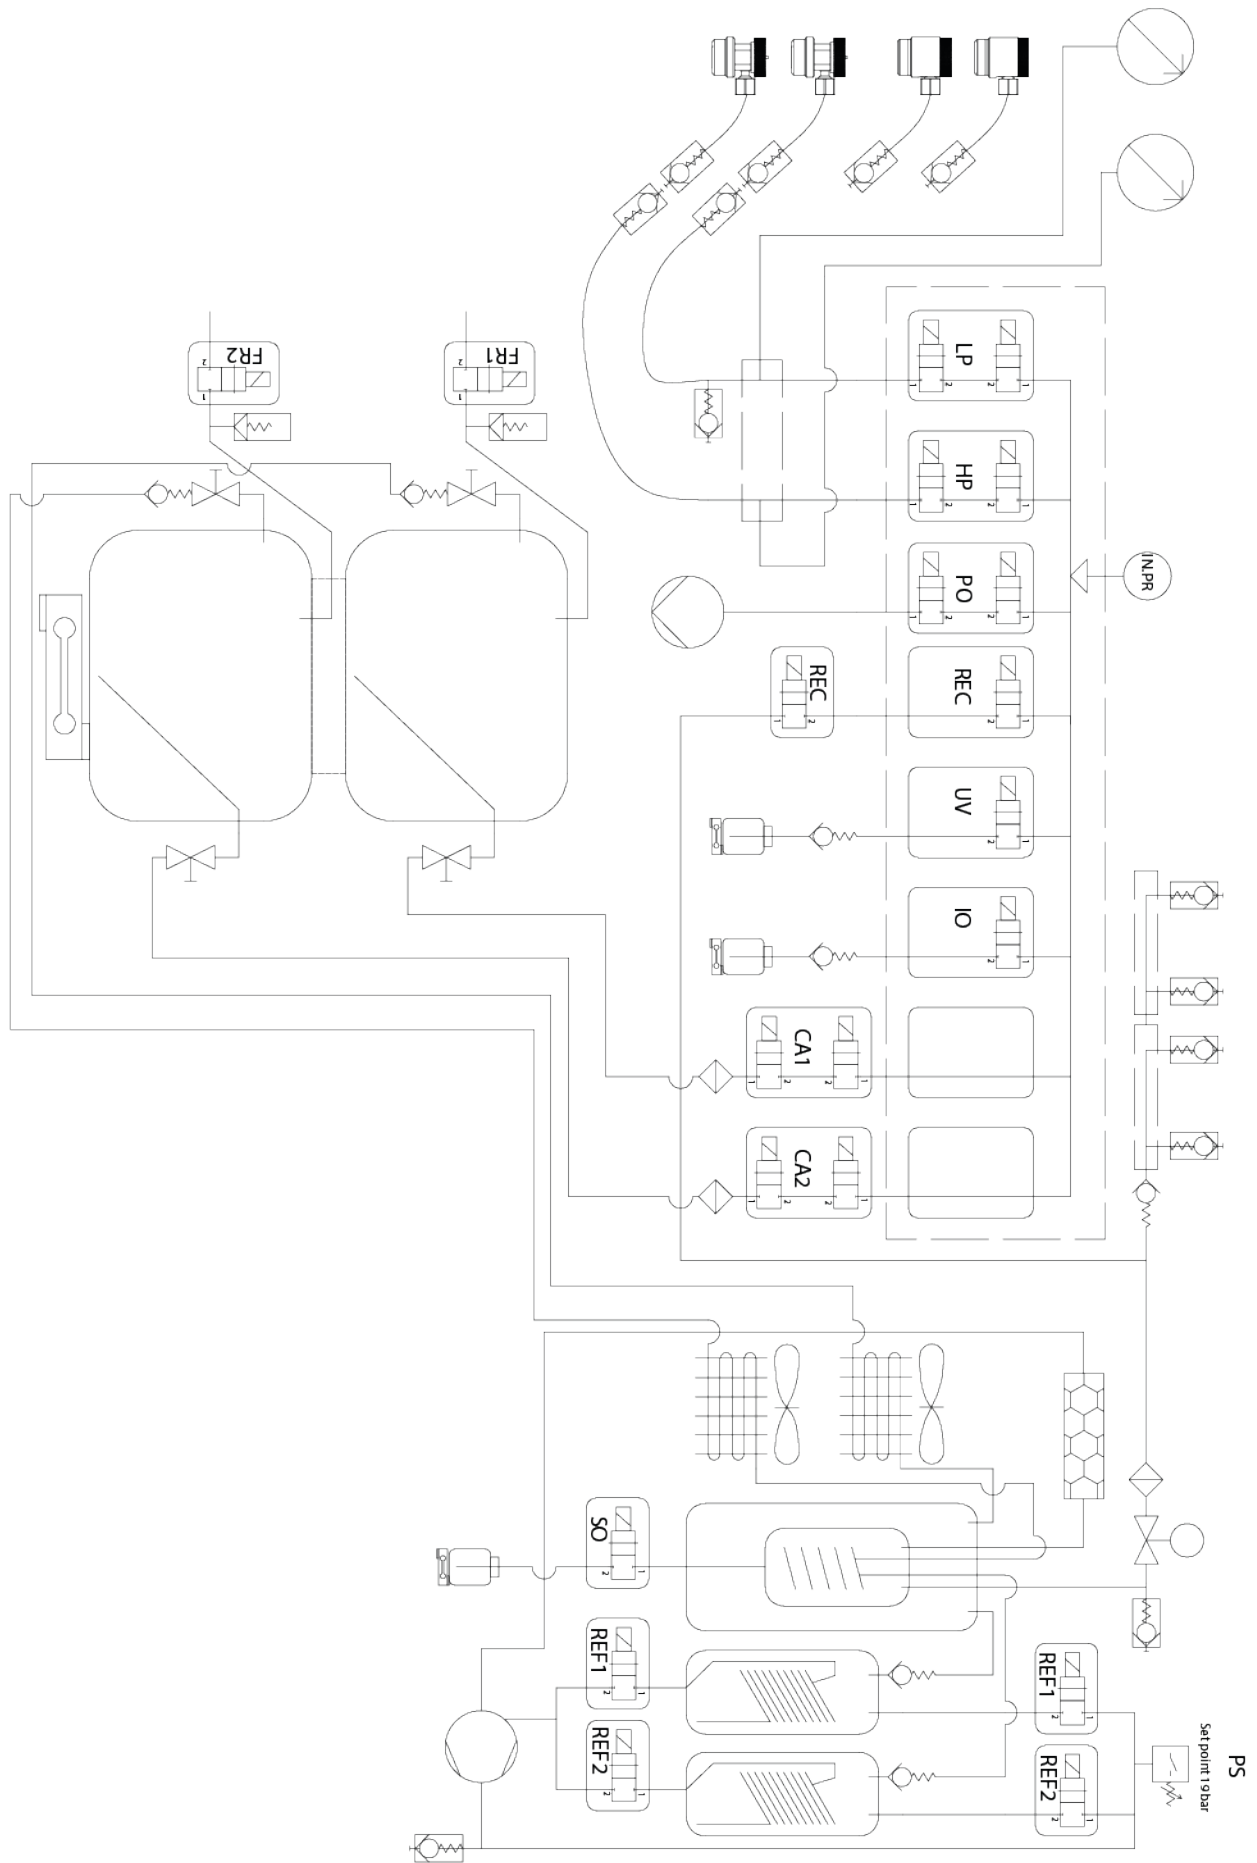 LP
HP
IN.PR
PO
REC
REC
UV
IO
CA1
CA2
FR2
FR1
SO
REF1
REF2
REF1
REF2
Set point 19 bar
PS